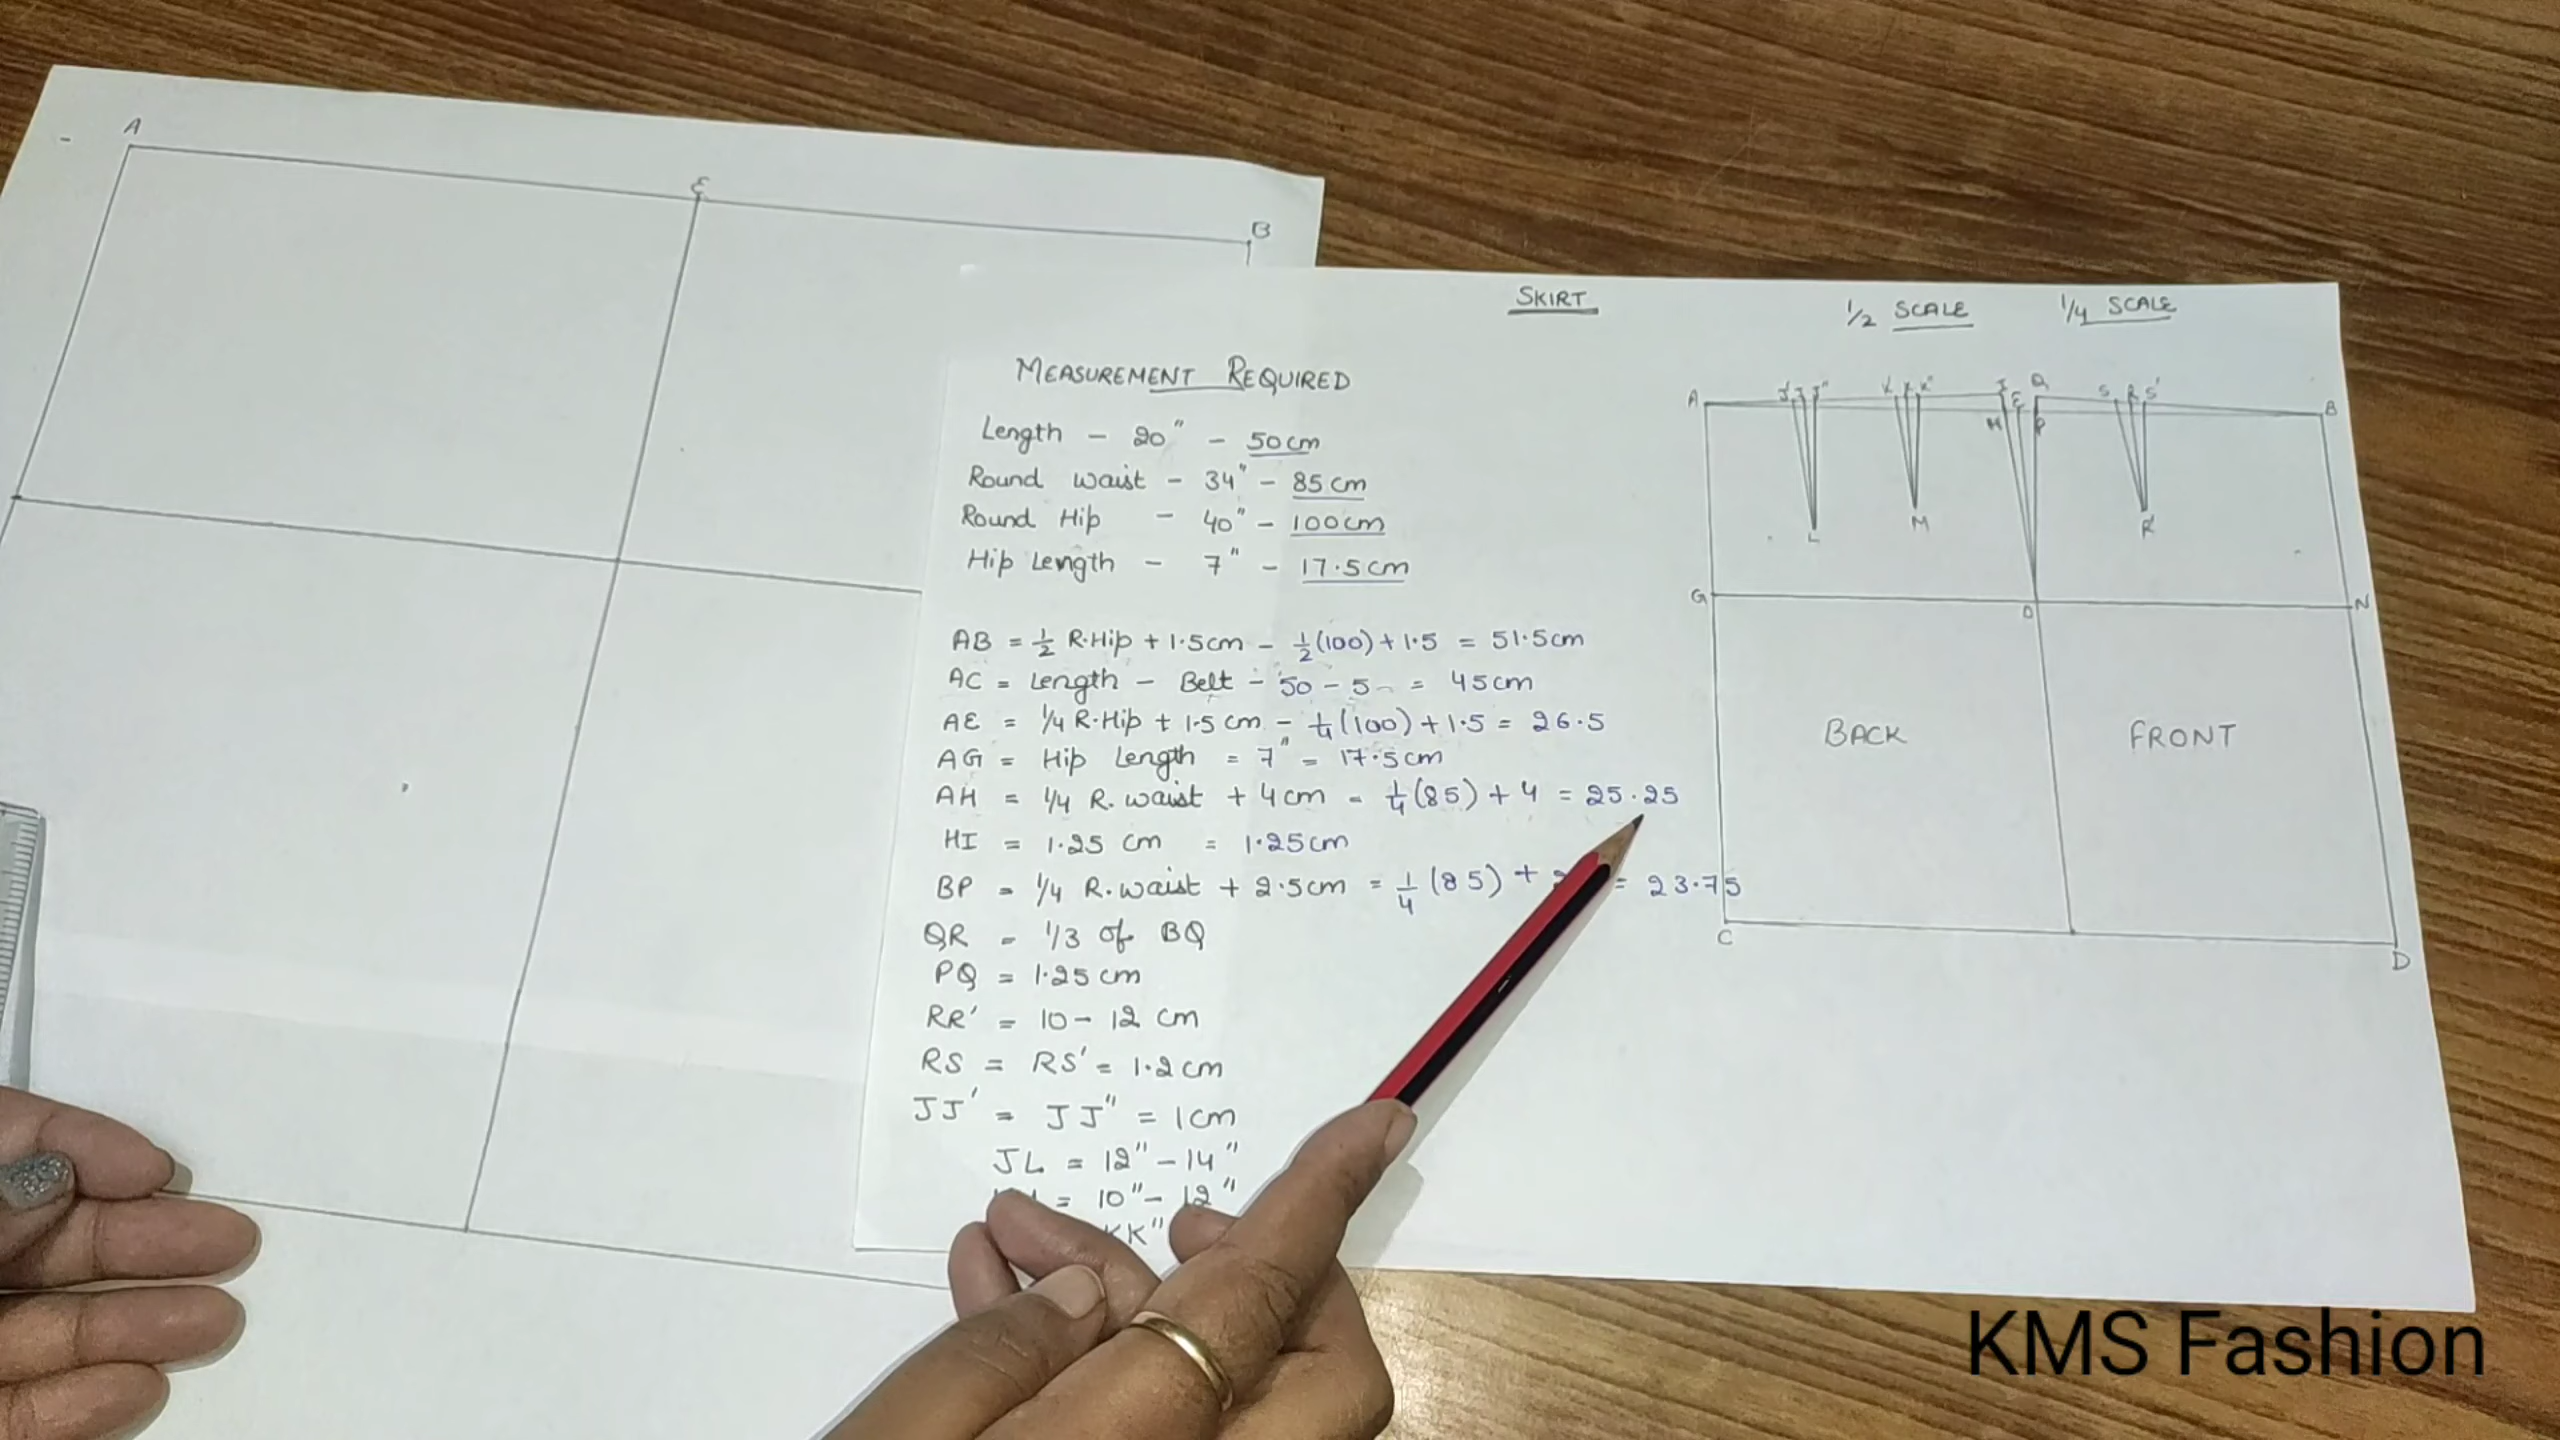 A
E
B
SKIRT
1/2 SCALE
1/4 SCALE
MEASUREMENT REQUIRED
Length - 20" - 50cm
Round waist - 34" - 85cm
Round Hip - 40" - 100cm
Hip Length - 7" - 17.5cm
AB = 1/2 R.Hip + 1.5cm - 1/2(100) + 1.5 = 51.5cm
AC = Length - Belt - 50 - 5 = 45cm
AE = 1/4 R.Hip + 1.5cm - 1/4(100) + 1.5 = 26.5
AG = Hip Length = 7" = 17.5cm
AH = 1/4 R. waist + 4cm - 1/4(85) + 4 = 25.25
HI = 1.25 cm = 1.25cm
BP = 1/4 R. waist + 2.5cm = 1/4 (85) + = 23.75
QR = 1/3 of BQ
PQ = 1.25cm
RR' = 10 - 12 cm
RS = RS' = 1.2cm
JJ' = JJ" = 1cm
JL = 12" - 14"
= 10" - 12"
KK"
A J' J J" K' K K" I E Q S R S' B
H P
L M R'
G O N
BACK FRONT
C D
KMS Fashion